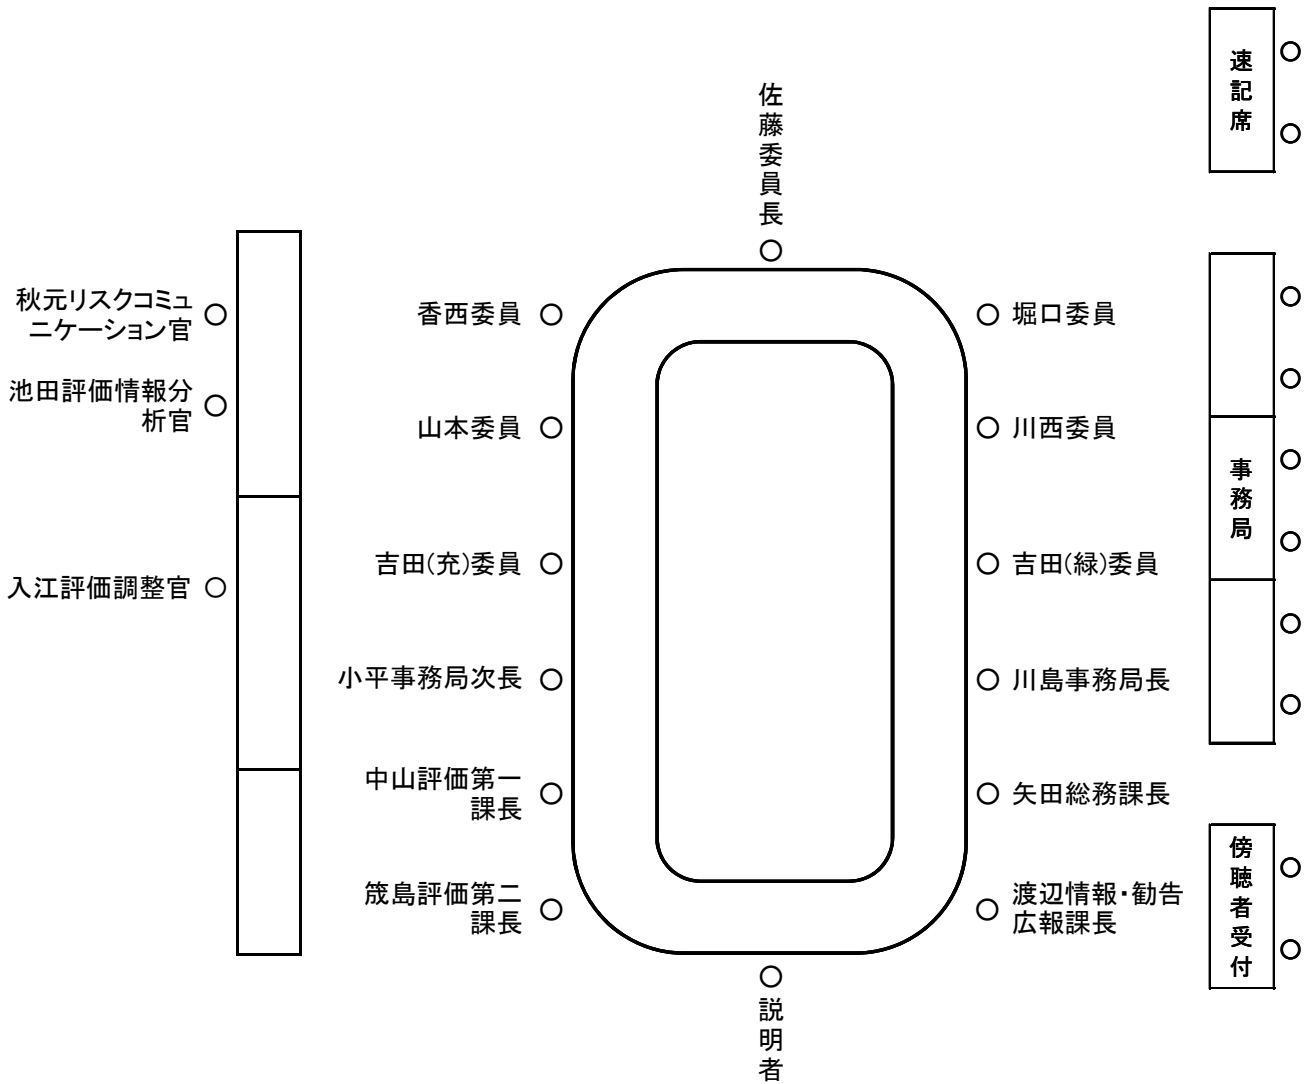 速記席
佐藤委員長
秋元リスクコミュ
ニケーション官
池田評価情報分
析官
入江評価調整官
香西委員
山本委員
吉田(充)委員
小平事務局次長
中山評価第一
課長
筬島評価第二
課長
堀口委員
川西委員
吉田(緑)委員
川島事務局長
矢田総務課長
渡辺情報・勧告
広報課長
事務局
傍聴者受付
説明者